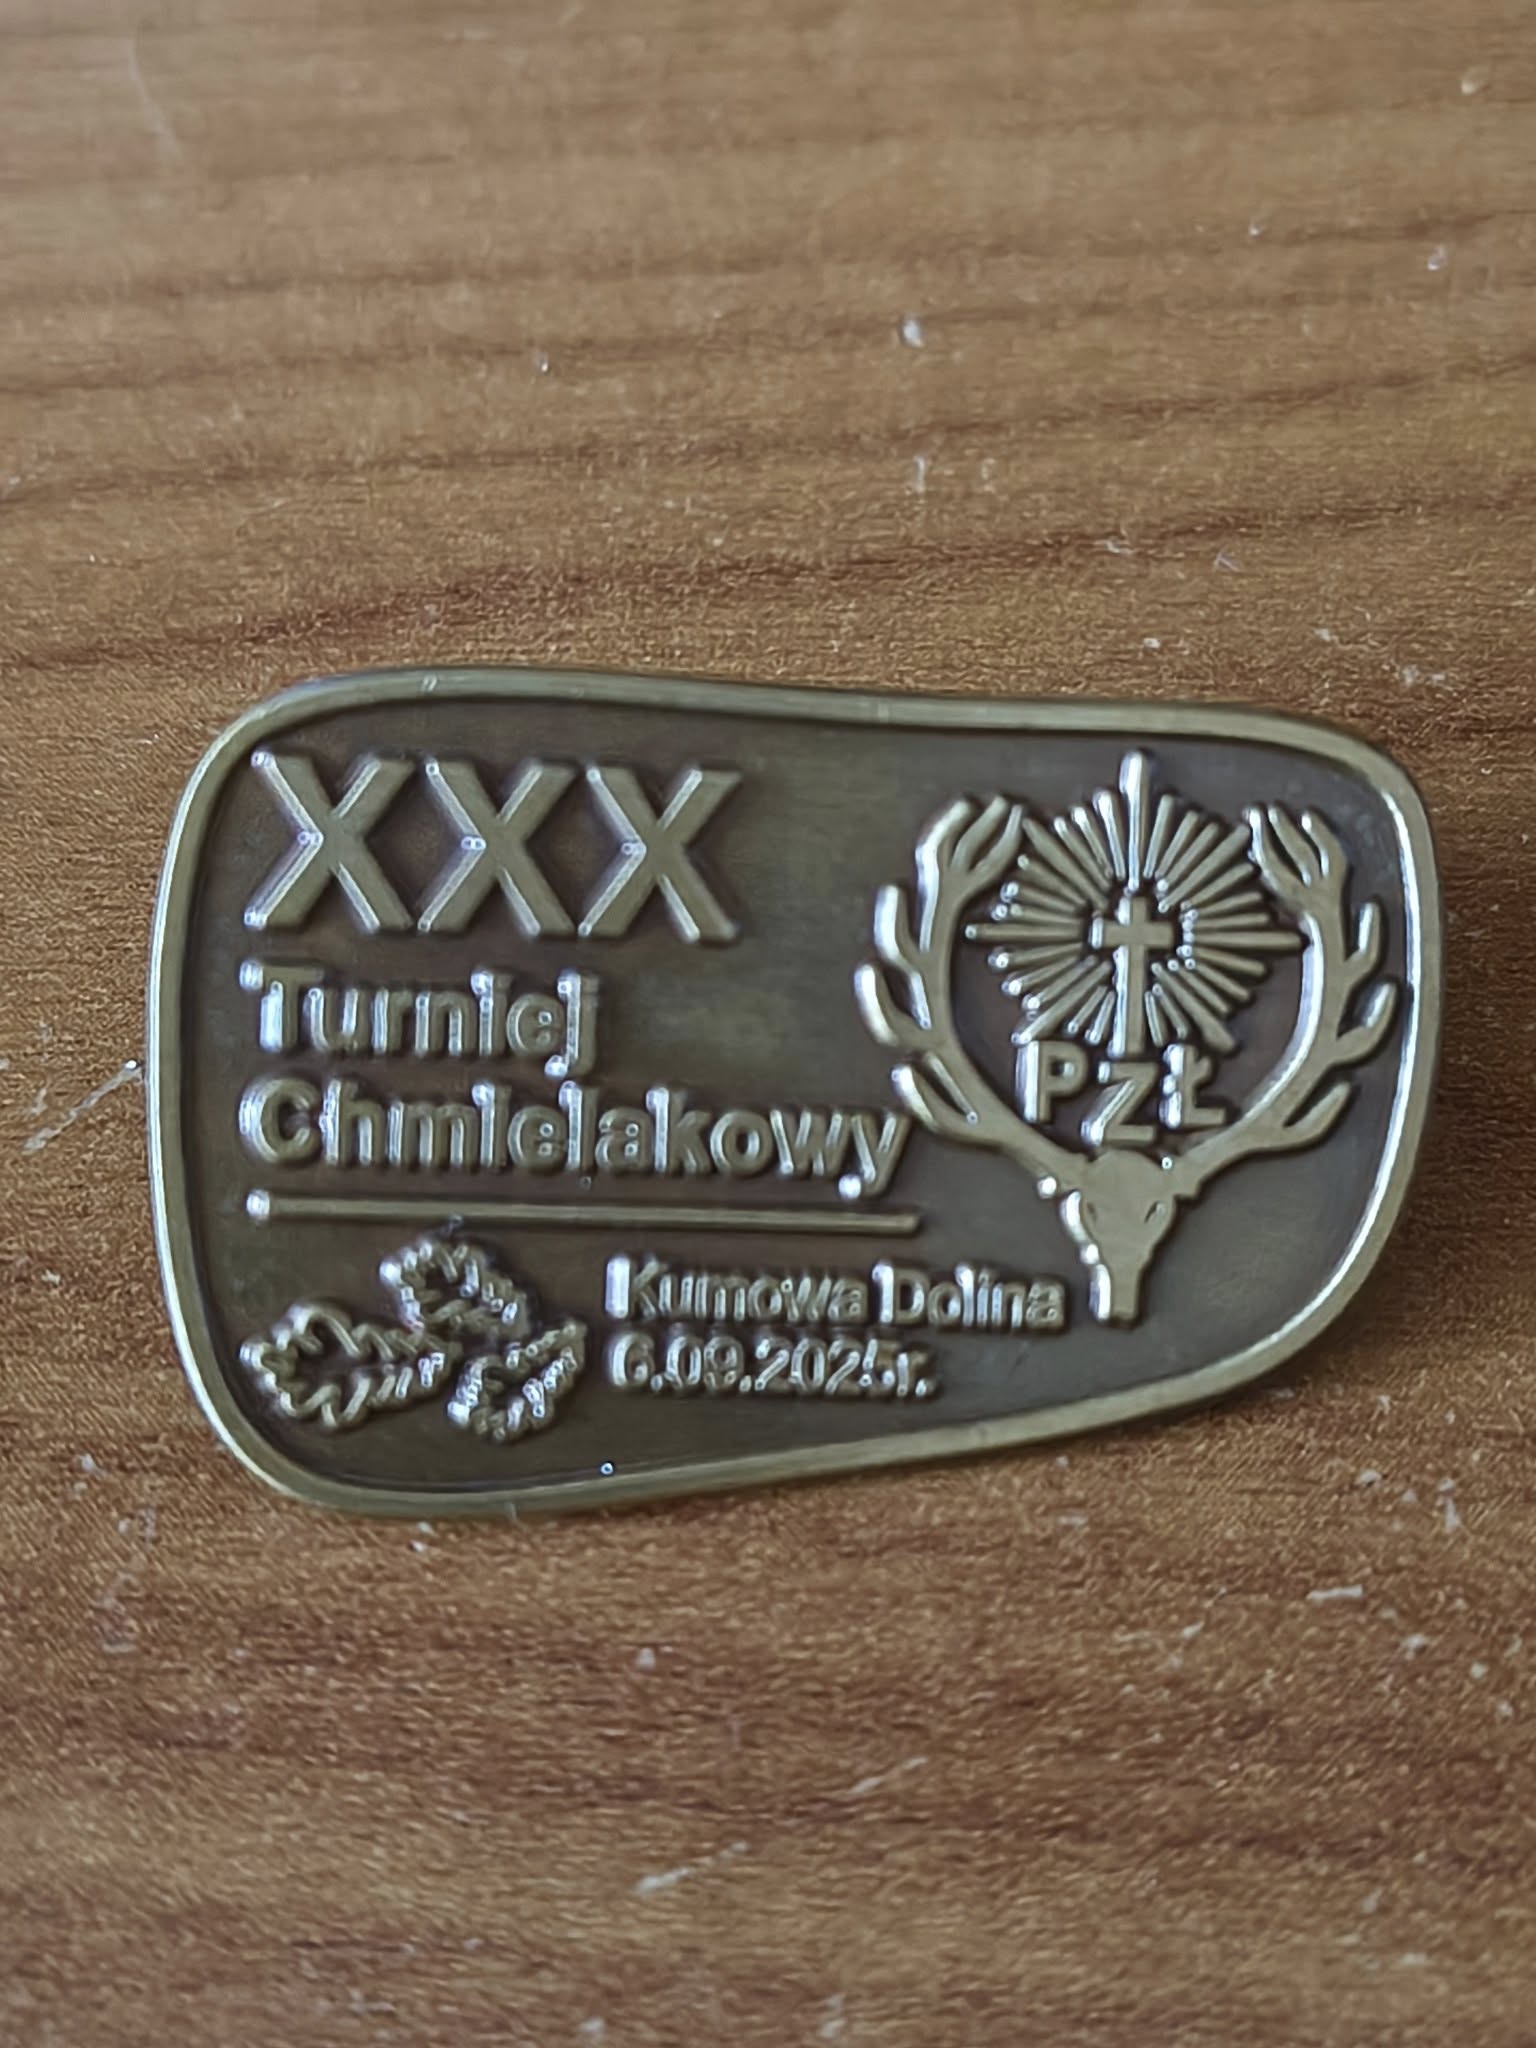 XXX
Turniej
Chmielakowy
PZŁ
Kumowa Dolina
6.09.2025r.